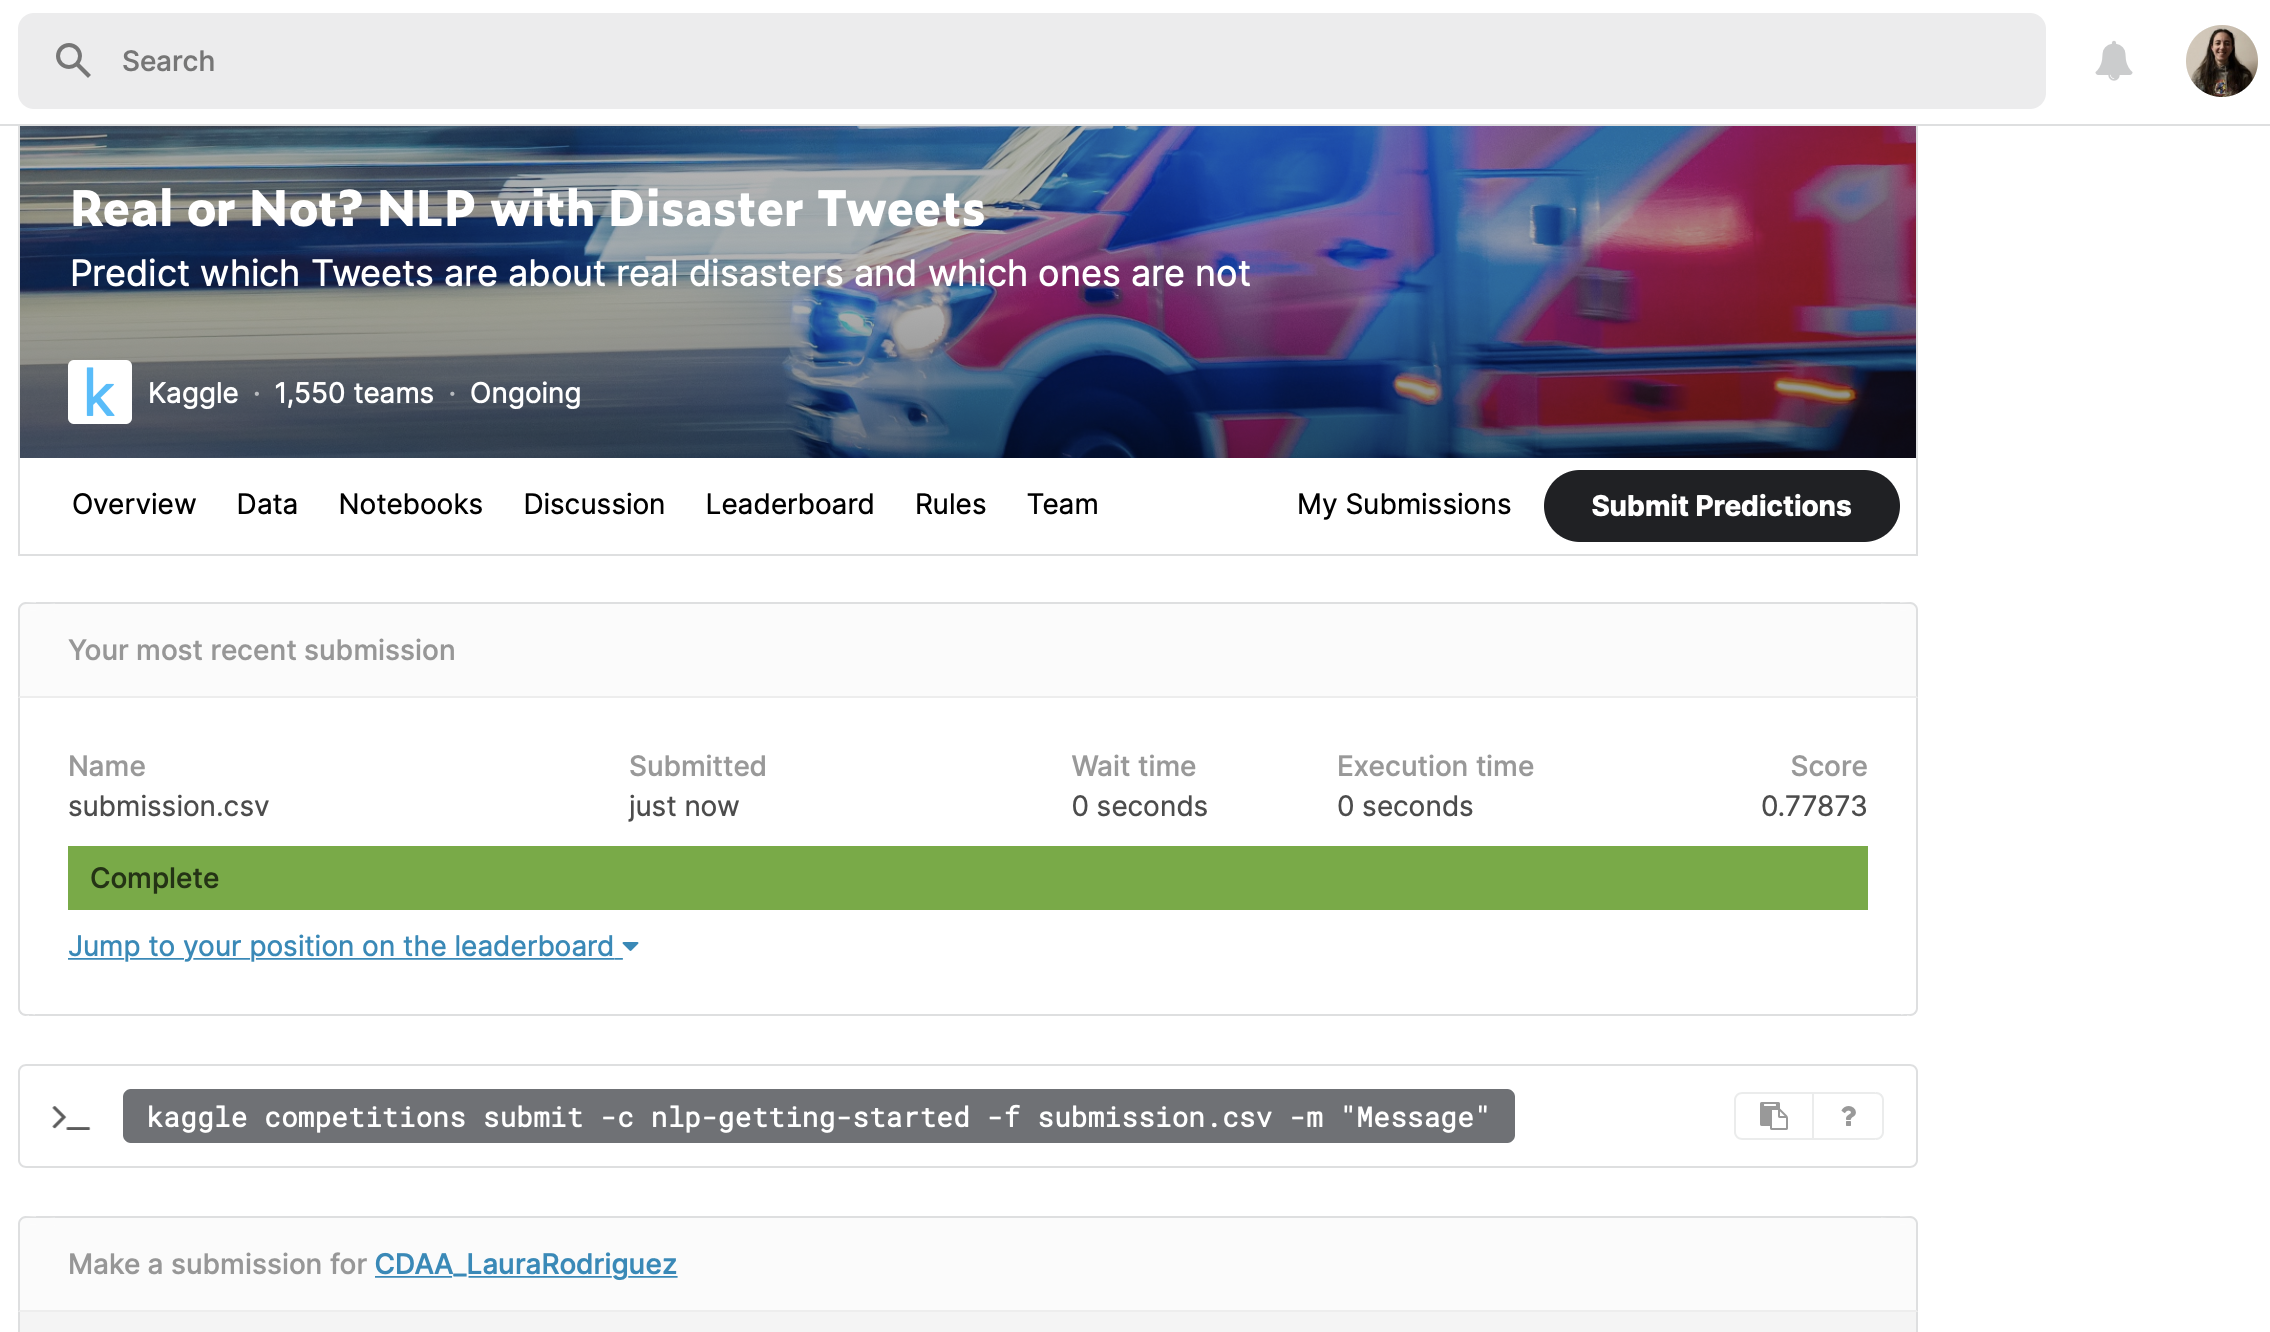 Search
Real or Not? NLP with Disaster Tweets
Predict which Tweets are about real disasters and which ones are not
k
Kaggle · 1,550 teams · Ongoing
Overview Data Notebooks Discussion Leaderboard Rules Team My Submissions Submit Predictions
Your most recent submission
Name Submitted Wait time Execution time Score
submission.csv just now 0 seconds 0 seconds 0.77873
Complete
Jump to your position on the leaderboard
>_ kaggle competitions submit -c nlp-getting-started -f submission.csv -m "Message" ?
Make a submission for CDAA_LauraRodriguez